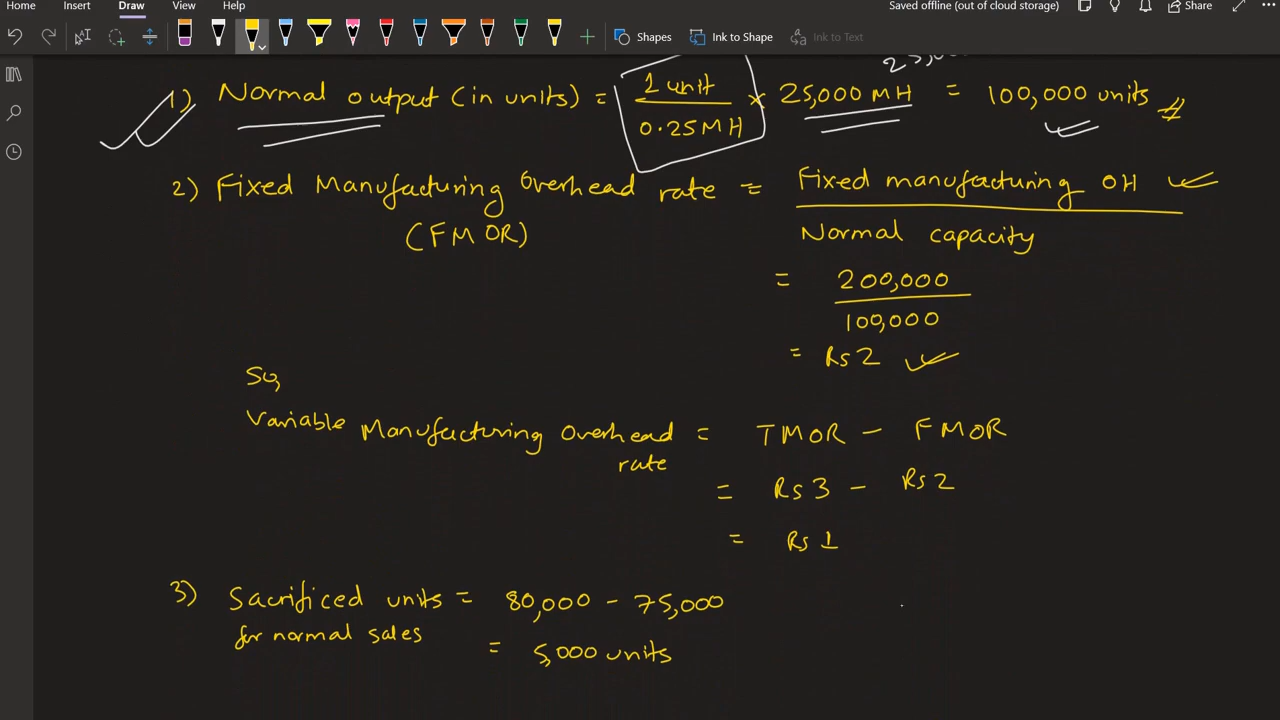 Home Insert Draw View Help Saved offline (out of cloud storage) Share
Shapes Ink to Shape Ink to Text
1) Normal output (in units) = 1 unit / 0.25 MH × 25,000 MH = 100,000 units
2) Fixed Manufacturing Overhead rate = Fixed manufacturing OH
(FMOR) Normal capacity
= 200,000
100,000
= Rs 2
So,
Variable Manufacturing Overhead = TMOR - FMOR
rate
= Rs 3 - Rs 2
= Rs 1
3) Sacrificed units = 80,000 - 75,000
for normal sales
= 5,000 units